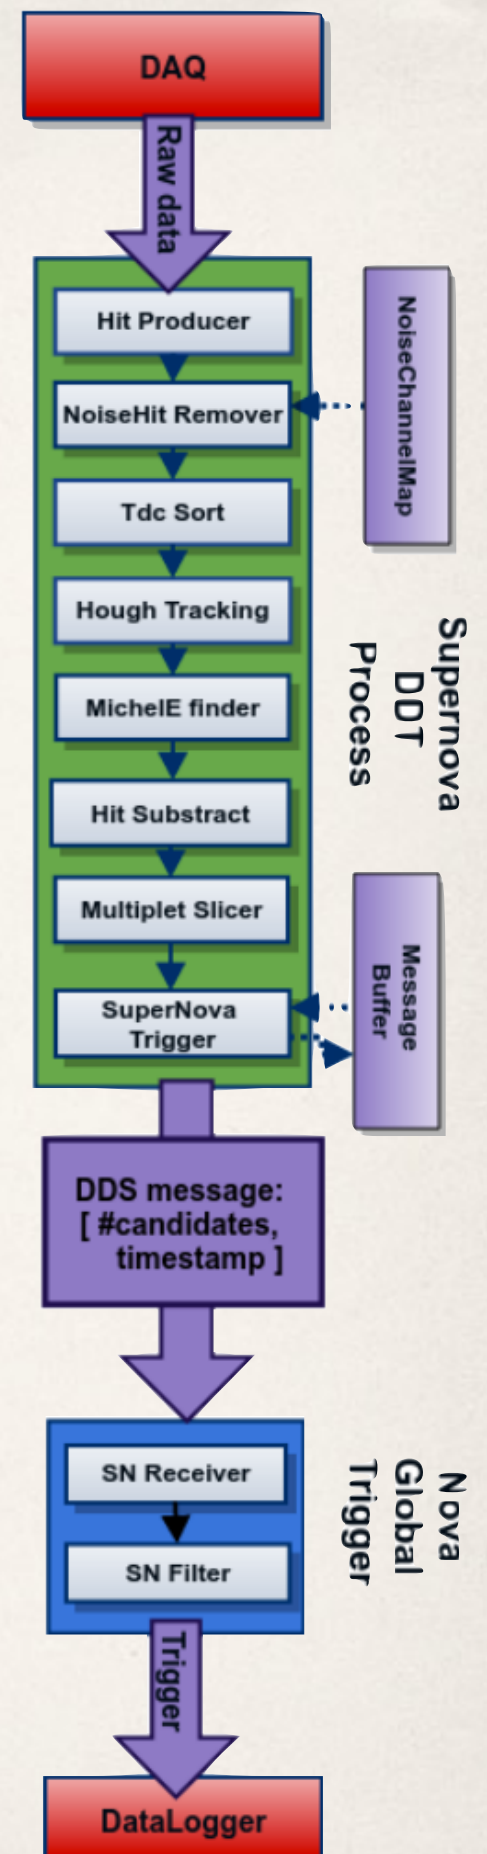 DAQ
Raw data
Hit Producer
NoiseHit Remover
NoiseChannelMap
Tdc Sort
Hough Tracking
MichelE finder
Supernova
DDT
Process
Hit Substract
Multiplet Slicer
SuperNova
Trigger
Message
Buffer
DDS message:
[ #candidates,
timestamp ]
SN Receiver
SN Filter
Nova
Global
Trigger
Trigger
DataLogger